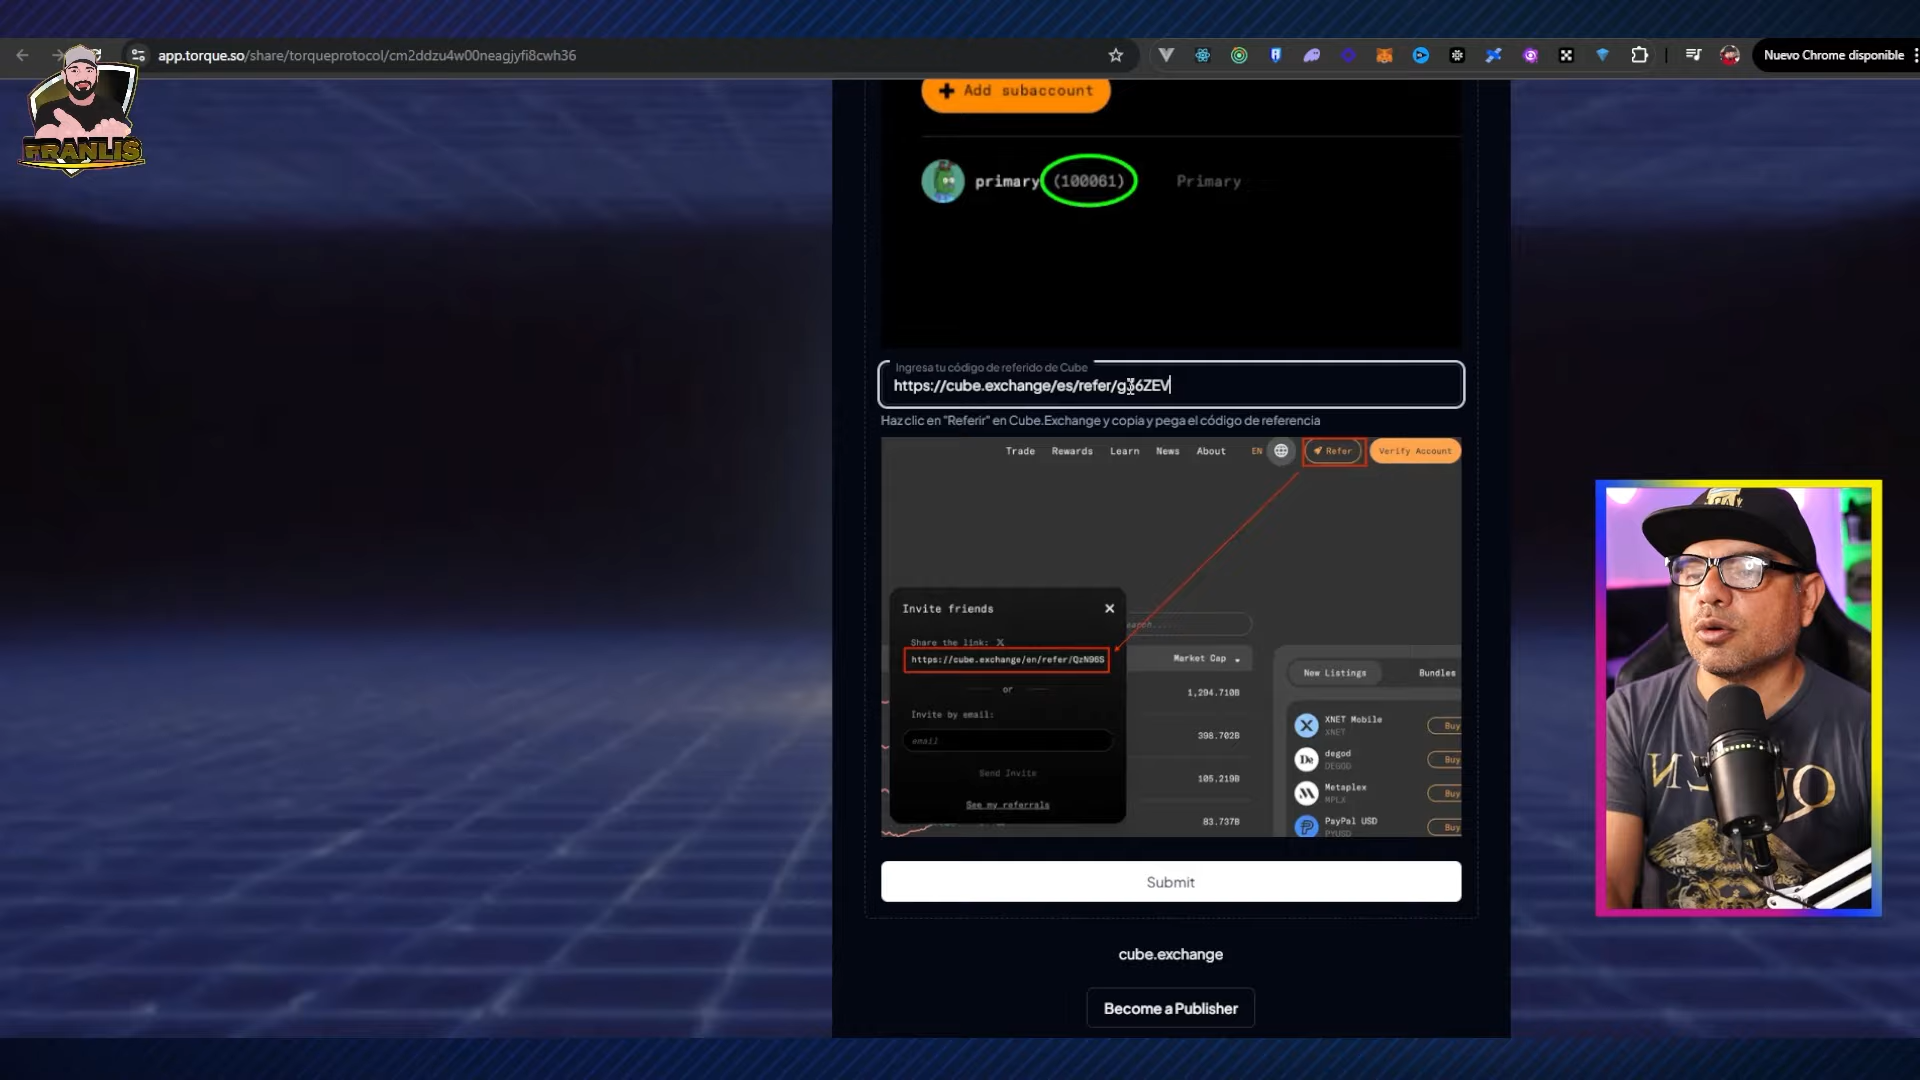 app.torque.so/share/torqueprotocol/cm2ddzu4w00neagjyfi8cwh36
Nuevo Chrome disponible
FRANLIS
Add subaccount
primary (100061) Primary
Ingresa tu código de referido de Cube
https://cube.exchange/es/refer/g36ZEV
Haz clic en "Referir" en Cube.Exchange y copia y pega el código de referencia
Trade Rewards Learn News About EN Refer Verify Account
Invite friends
Share the link:
https://cube.exchange/en/refer/QzN96S
or
Invite by email:
email
Send Invite
See my referrals
Market Cap
1,294.710B
398.702B
105.219B
83.737B
New Listings Bundles
XNET Mobile
XNET
Buy
degod
DEGOD
Buy
Metaplex
MPLX
Buy
PayPal USD
PYUSD
Buy
Submit
cube.exchange
Become a Publisher